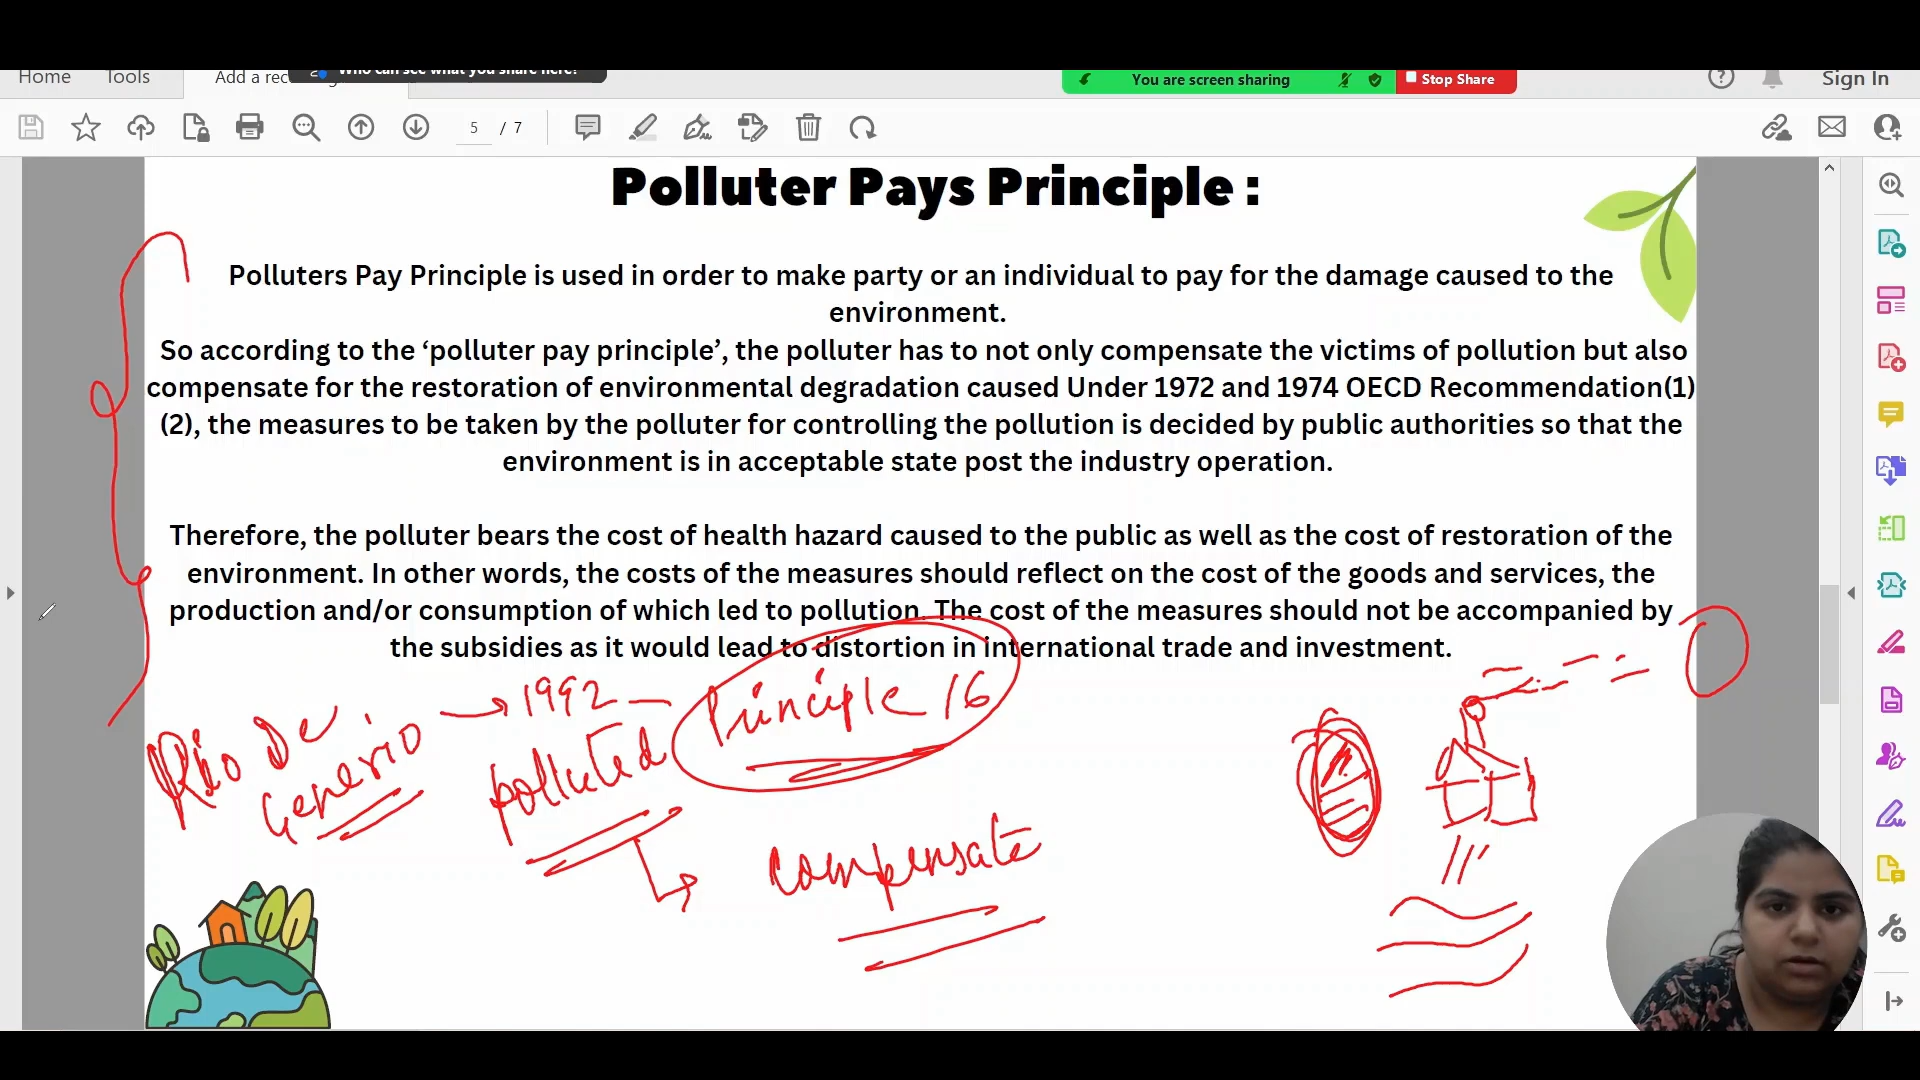 Home Tools Add a rec
Who can see what you share here?
You are screen sharing Stop Share
Sign In
5 / 7
Polluter Pays Principle :
Polluters Pay Principle is used in order to make party or an individual to pay for the damage caused to the
environment.
So according to the ‘polluter pay principle’, the polluter has to not only compensate the victims of pollution but also
compensate for the restoration of environmental degradation caused Under 1972 and 1974 OECD Recommendation(1)
(2), the measures to be taken by the polluter for controlling the pollution is decided by public authorities so that the
environment is in acceptable state post the industry operation.
Therefore, the polluter bears the cost of health hazard caused to the public as well as the cost of restoration of the
environment. In other words, the costs of the measures should reflect on the cost of the goods and services, the
production and/or consumption of which led to pollution. The cost of the measures should not be accompanied by
the subsidies as it would lead to distortion in international trade and investment.
Rio De
Generio
1992
Principle 16
polluted
compensate